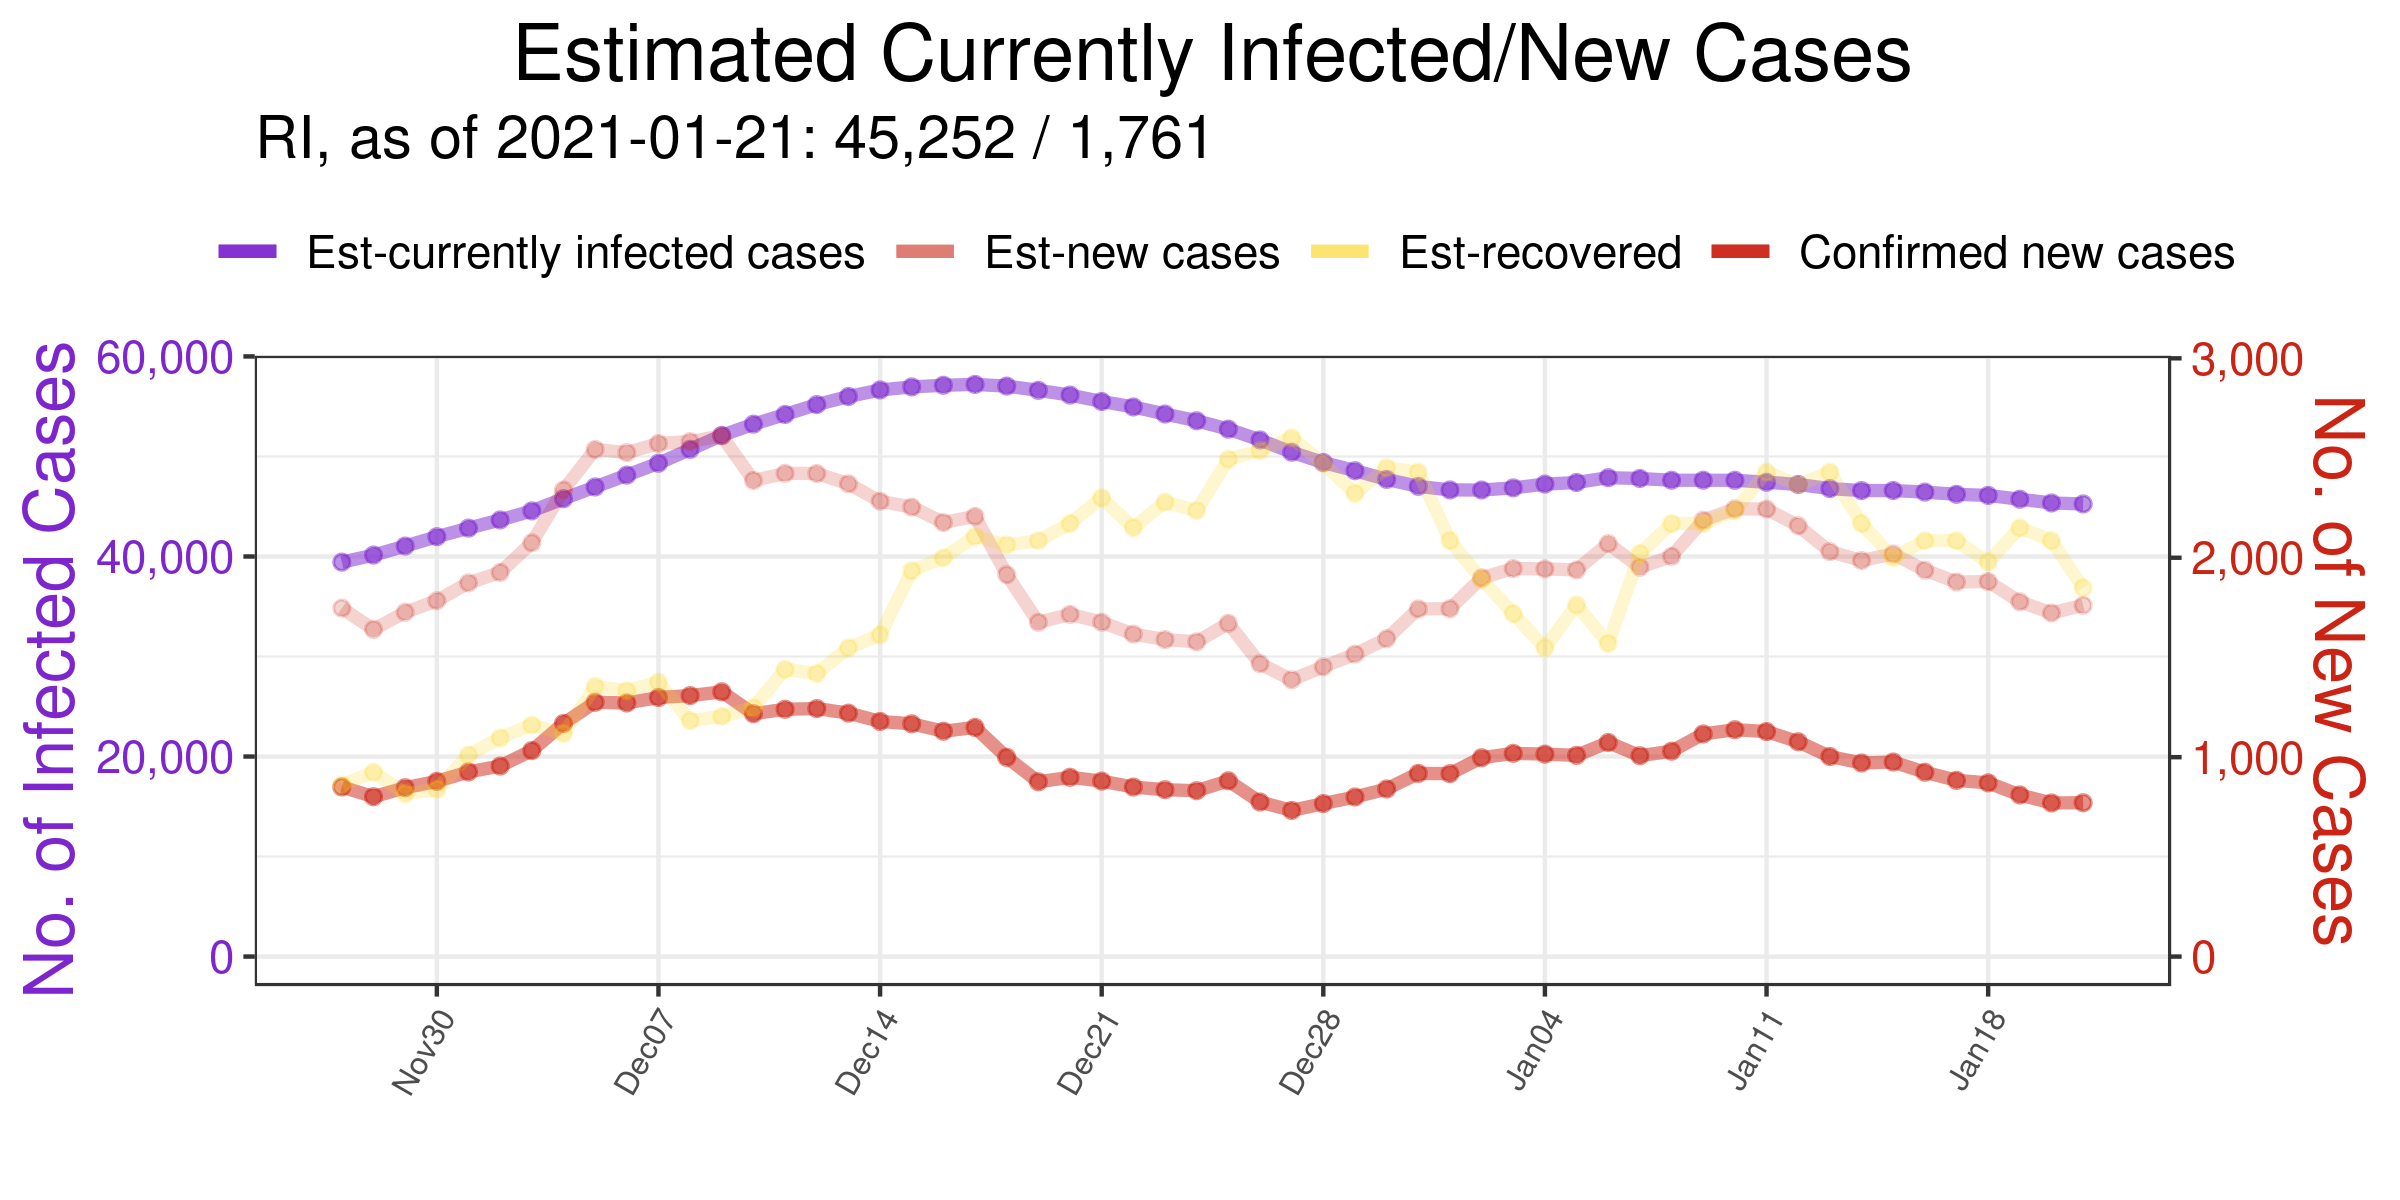 Estimated Currently Infected/New Cases
RI, as of 2021-01-21: 45,252 / 1,761
Est-currently infected cases Est-new cases Est-recovered Confirmed new cases
No. of Infected Cases
60,000
40,000
20,000
0
3,000
2,000
1,000
0
No. of New Cases
Nov30 Dec07 Dec14 Dec21 Dec28 Jan04 Jan11 Jan18